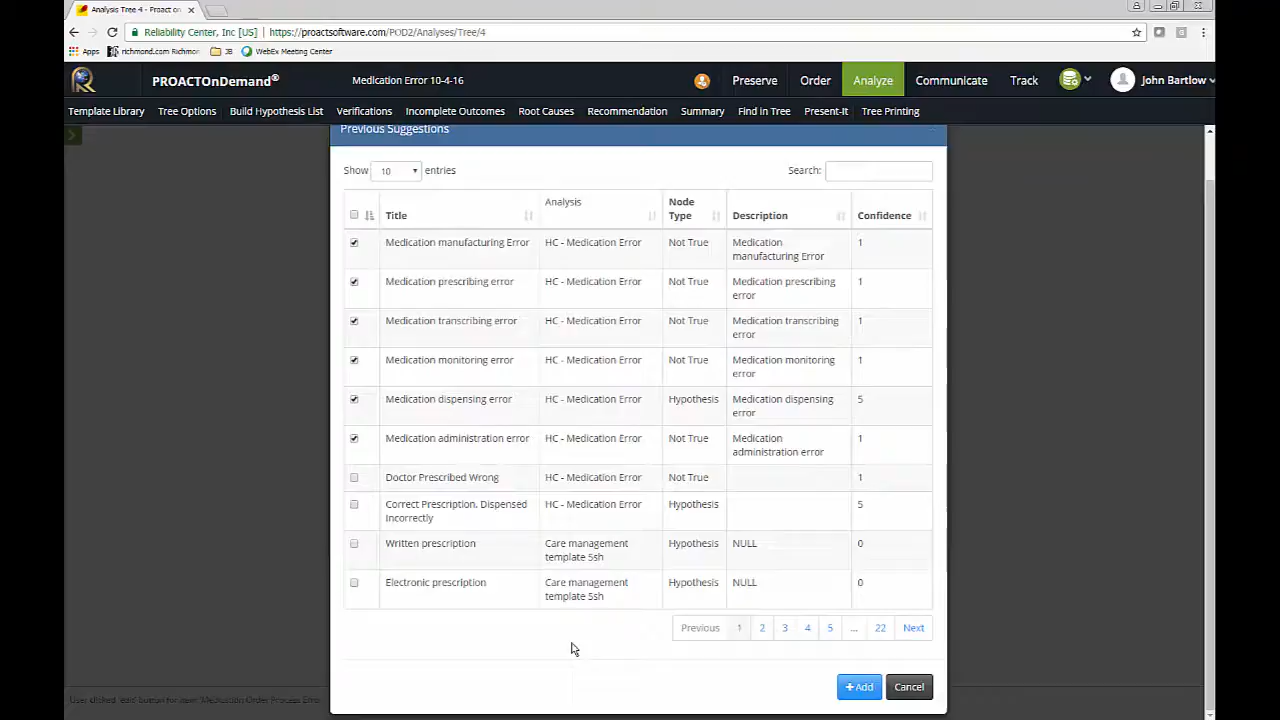 Analysis Tree 4 - Proact on
Reliability Center, Inc [US] https://proactsoftware.com/POD2/Analyses/Tree/4
Apps richmond.com Richmo JB WebEx Meeting Center
PROACTOnDemand® Medication Error 10-4-16 Preserve Order Analyze Communicate Track John Bartlow
Template Library Tree Options Build Hypothesis List Verifications Incomplete Outcomes Root Causes Recommendation Summary Find in Tree Present-It Tree Printing
Previous Suggestions
Show 10 entries Search:
Title Analysis Node Type Description Confidence
Medication manufacturing Error HC - Medication Error Not True Medication 1
manufacturing Error
Medication prescribing error HC - Medication Error Not True Medication prescribing 1
error
Medication transcribing error HC - Medication Error Not True Medication transcribing 1
error
Medication monitoring error HC - Medication Error Not True Medication monitoring 1
error
Medication dispensing error HC - Medication Error Hypothesis Medication dispensing 5
error
Medication administration error HC - Medication Error Not True Medication 1
administration error
Doctor Prescribed Wrong HC - Medication Error Not True 1
Correct Prescription. Dispensed HC - Medication Error Hypothesis 5
Incorrectly
Written prescription Care management Hypothesis NULL 0
template 5sh
Electronic prescription Care management Hypothesis NULL 0
template 5sh
Previous 1 2 3 4 5 ... 22 Next
+Add Cancel
User clicked 'edit' button for item 'Medication Order Process Error